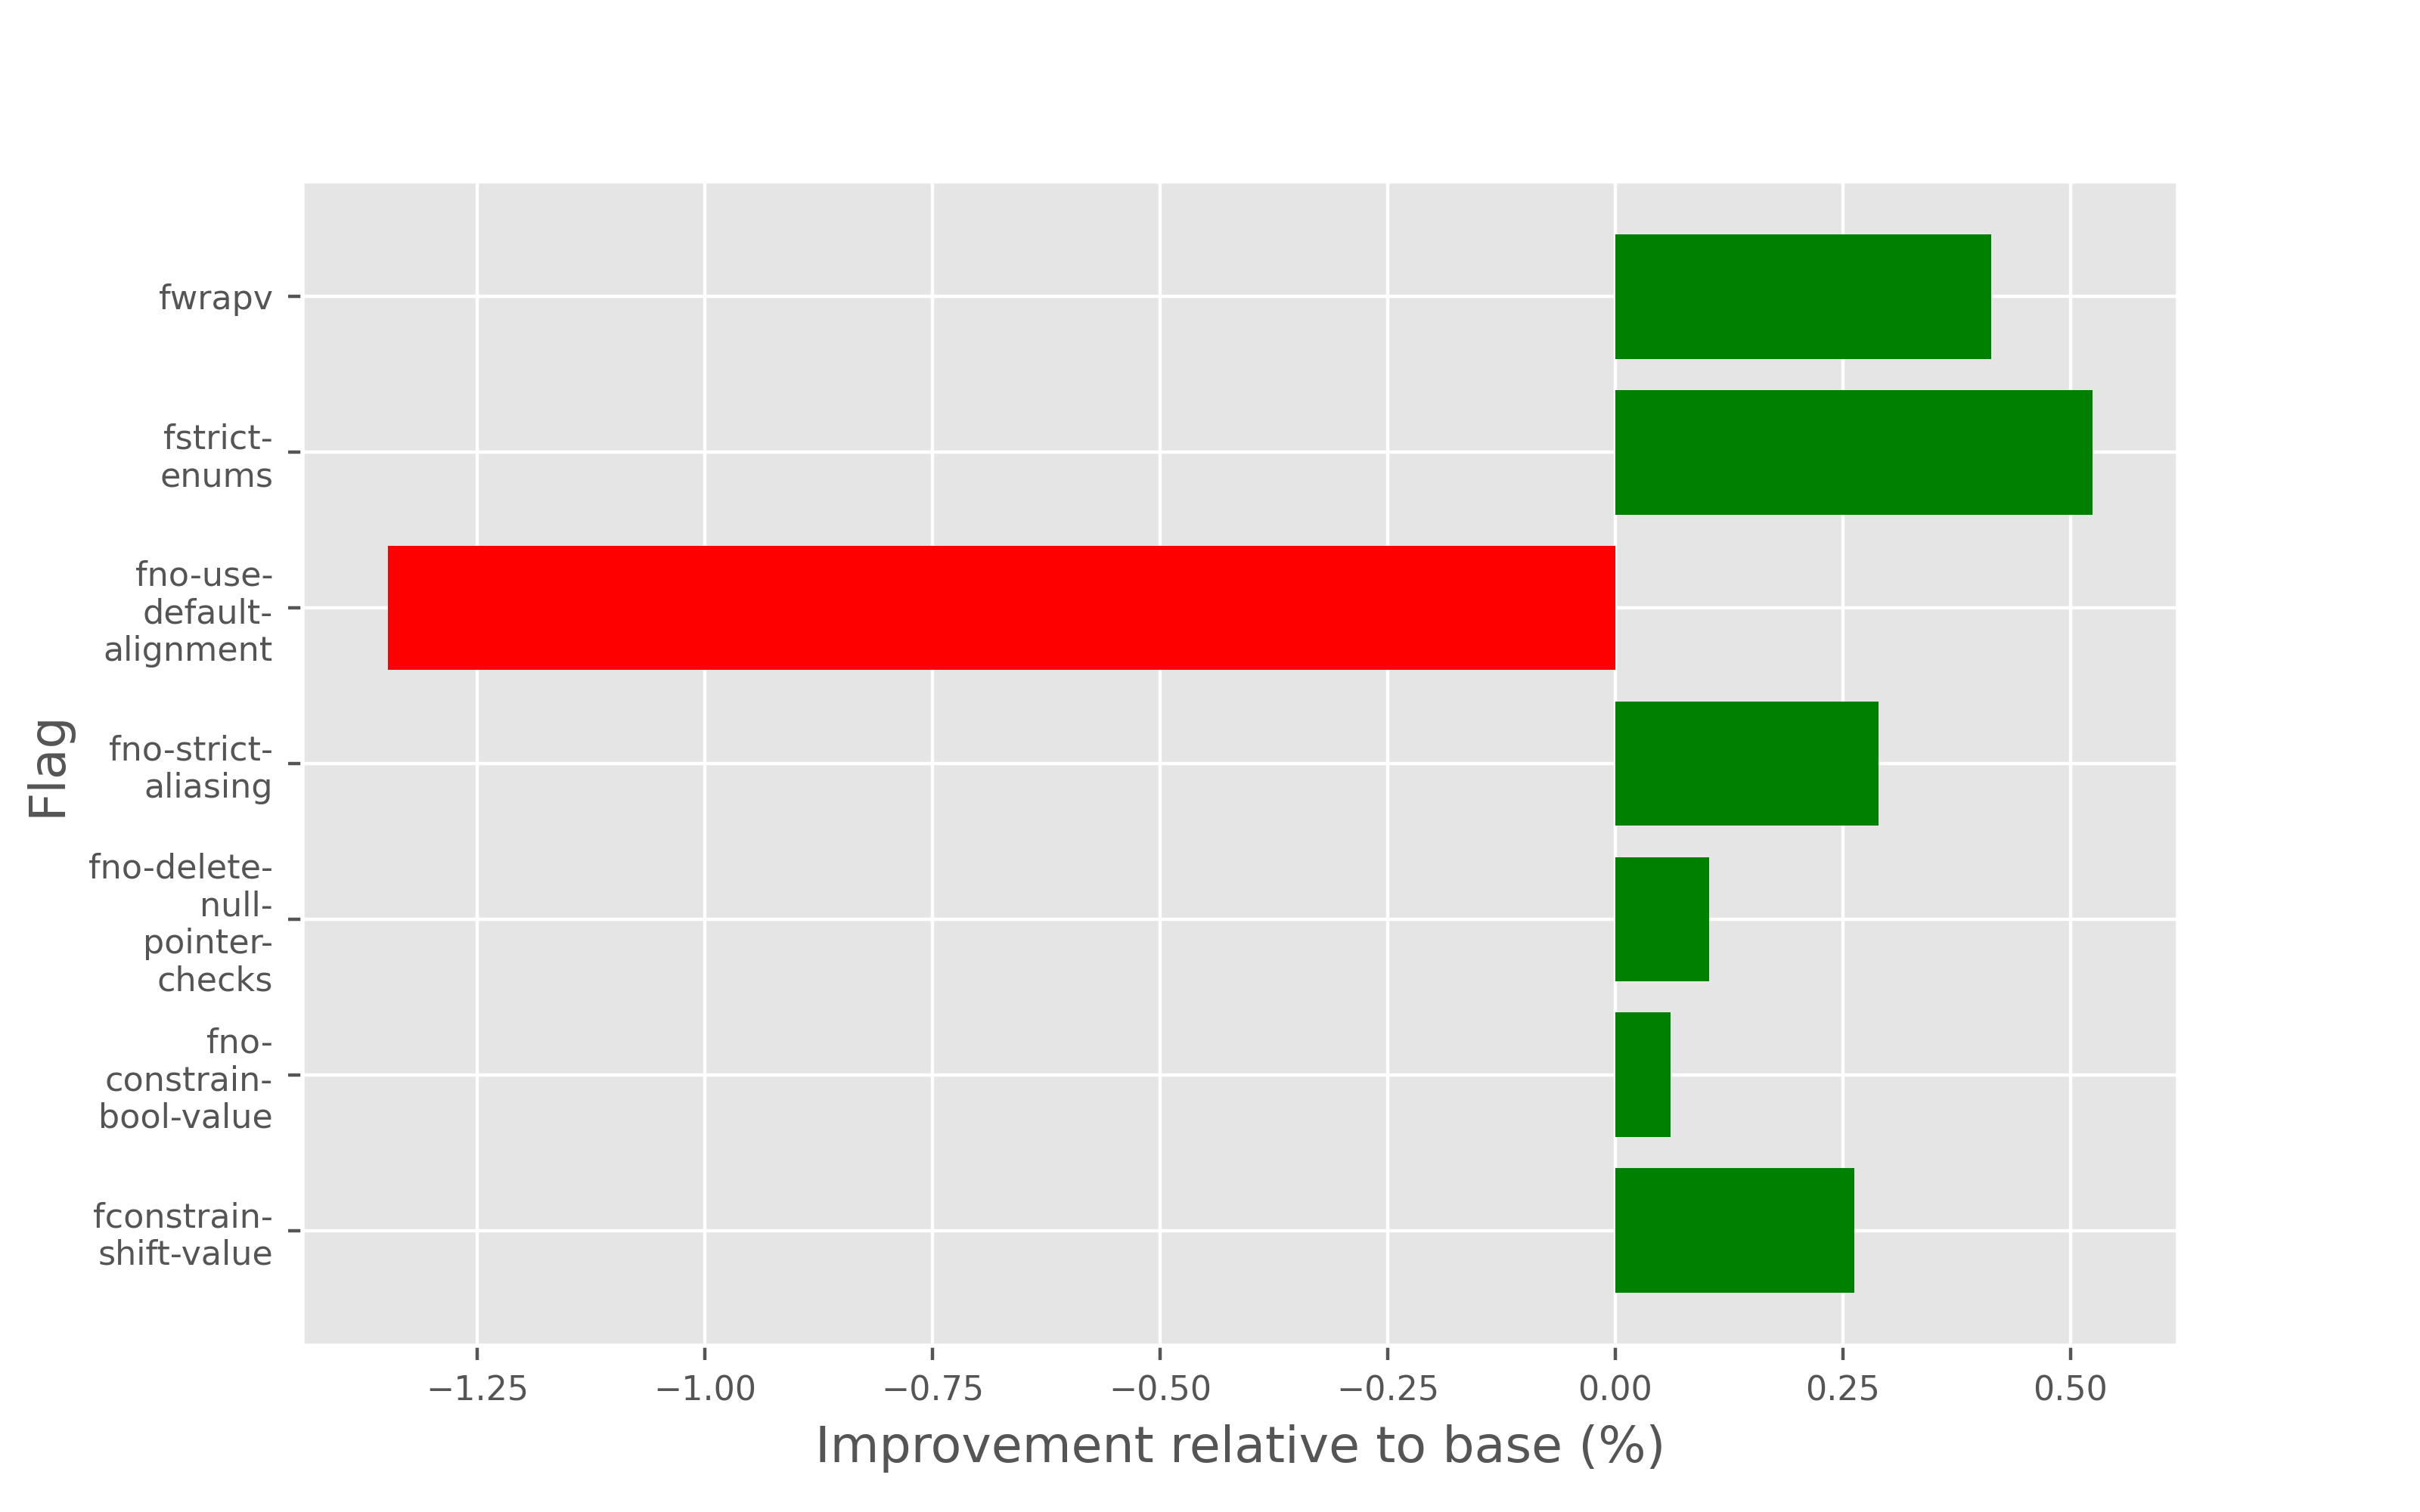 fwrapv
fstrict-
enums
fno-use-
default-
alignment
fno-strict-
aliasing
fno-delete-
null-
pointer-
checks
fno-
constrain-
bool-value
fconstrain-
shift-value
Flag
−1.25
−1.00
−0.75
−0.50
−0.25
0.00
0.25
0.50
Improvement relative to base (%)